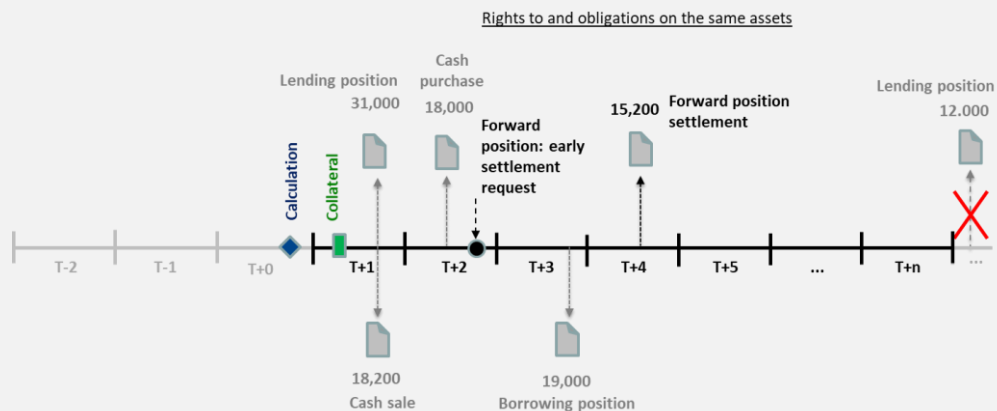 Rights to and obligations on the same assets
Lending position
31,000
Cash
purchase
18,000
Forward
position: early
settlement
request
15,200
Forward position
settlement
Lending position
12.000
Calculation
Collateral
T-2
T-1
T+0
T+1
T+2
T+3
T+4
T+5
...
T+n
...
18,200
Cash sale
19,000
Borrowing position